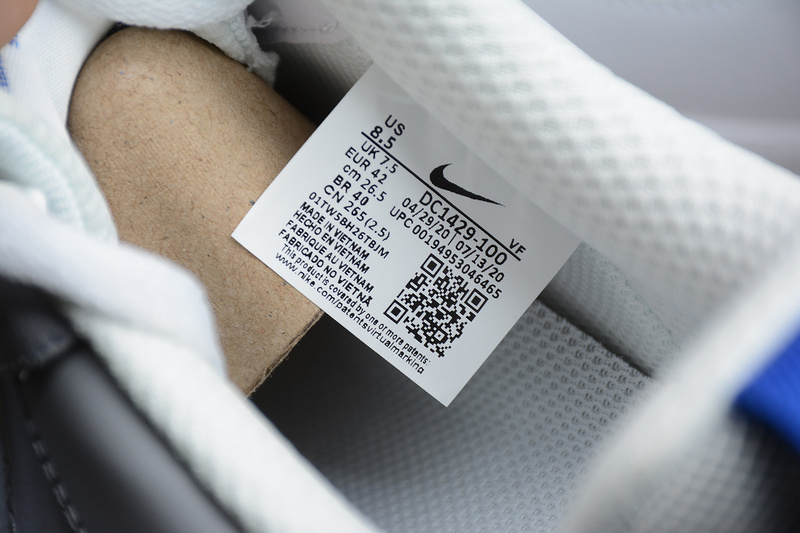 US
8.5
UK 7.5
EUR 42
cm 26.5
BR 40
CN 265(2.5)
01TW5BH26TBJM
MADE IN VIETNAM
HECHO EN VIETNAM
FABRIQUE AU VIETNAM
FABRICADO NO VIETNÃ
This product is covered by one or more patents:
www.nike.com/patentsvirtualmarking
DC1429-100 VF
04/29/20 | 07/13/20
UPC 00194953046465